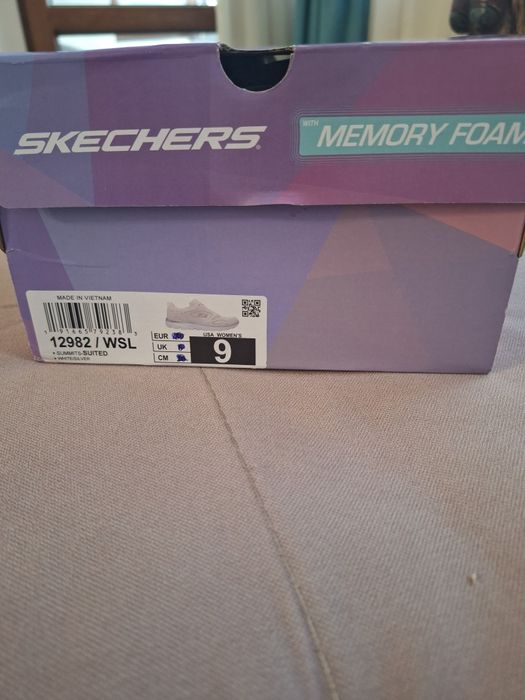 SKECHERS
WITH MEMORY FOAM
MADE IN VIETNAM
12982 / WSL
• SUMMITS-SUITED
• WHITE/SILVER
EUR
UK
CM
USA WOMEN'S
9